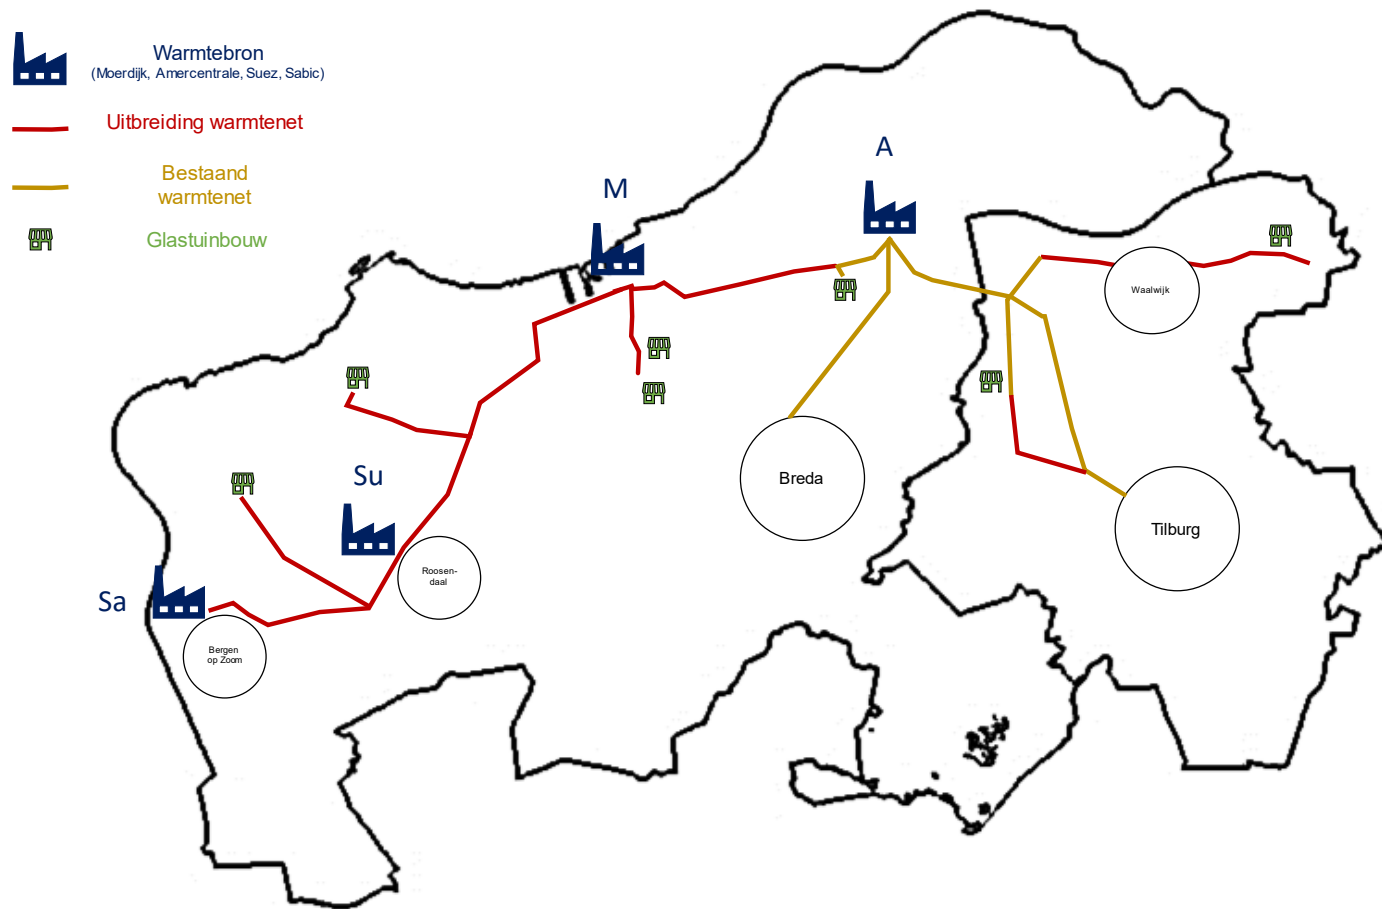 Warmtebron
(Moerdijk, Amercentrale, Suez, Sabic)
Uitbreiding warmtenet
Bestaand
warmtenet
Glastuinbouw
A
M
Waalwijk
Su
Breda
Tilburg
Roosen-
daal
Sa
Bergen
op Zoom